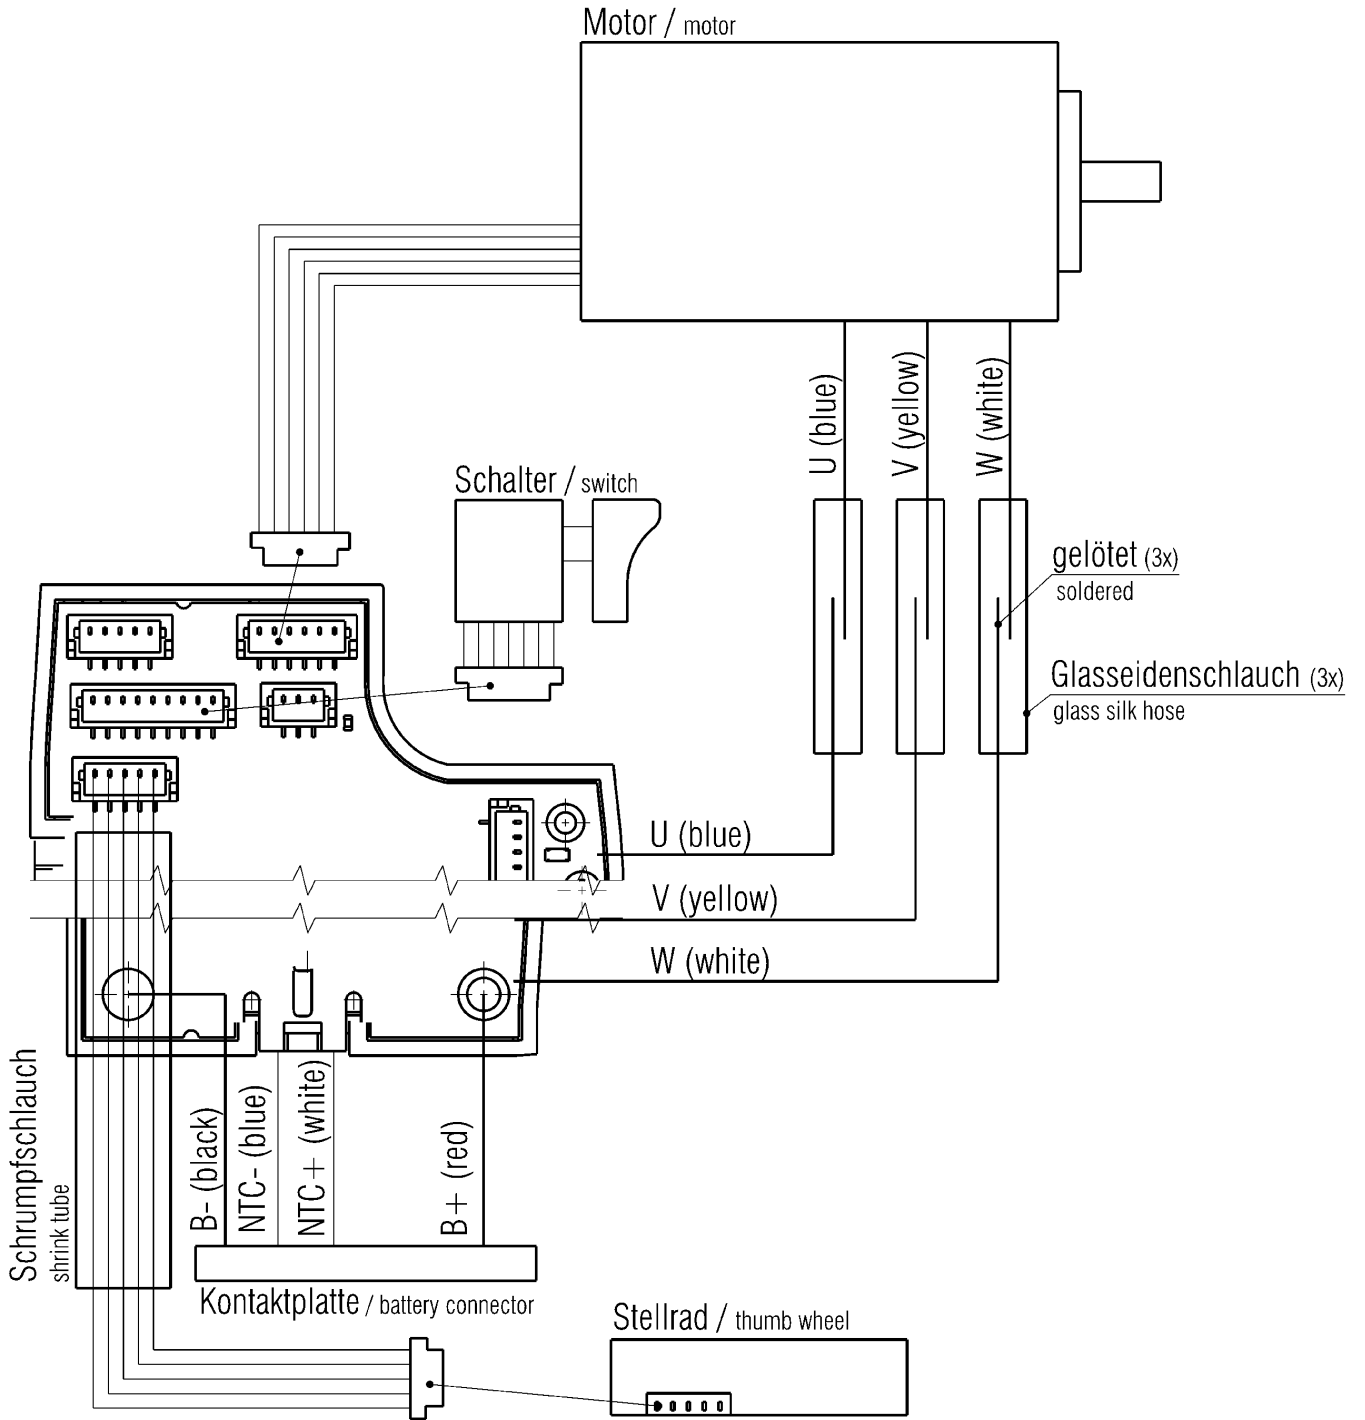 Motor / motor
U (blue)
V (yellow)
W (white)
Schalter / switch
gelötet (3x)
soldered
Glasseidenschlauch (3x)
glass silk hose
U (blue)
V (yellow)
W (white)
Schrumpfschlauch
shrink tube
B- (black)
NTC- (blue)
NTC+ (white)
B+ (red)
Kontaktplatte / battery connector
Stellrad / thumb wheel